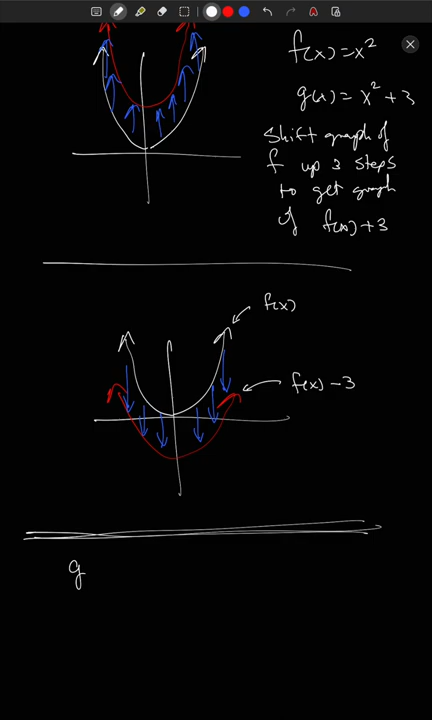 f(x) = x²
g(x) = x² + 3
Shift graph of
f up 3 steps
to get graph
of f(x) + 3
f(x)
f(x) – 3
g